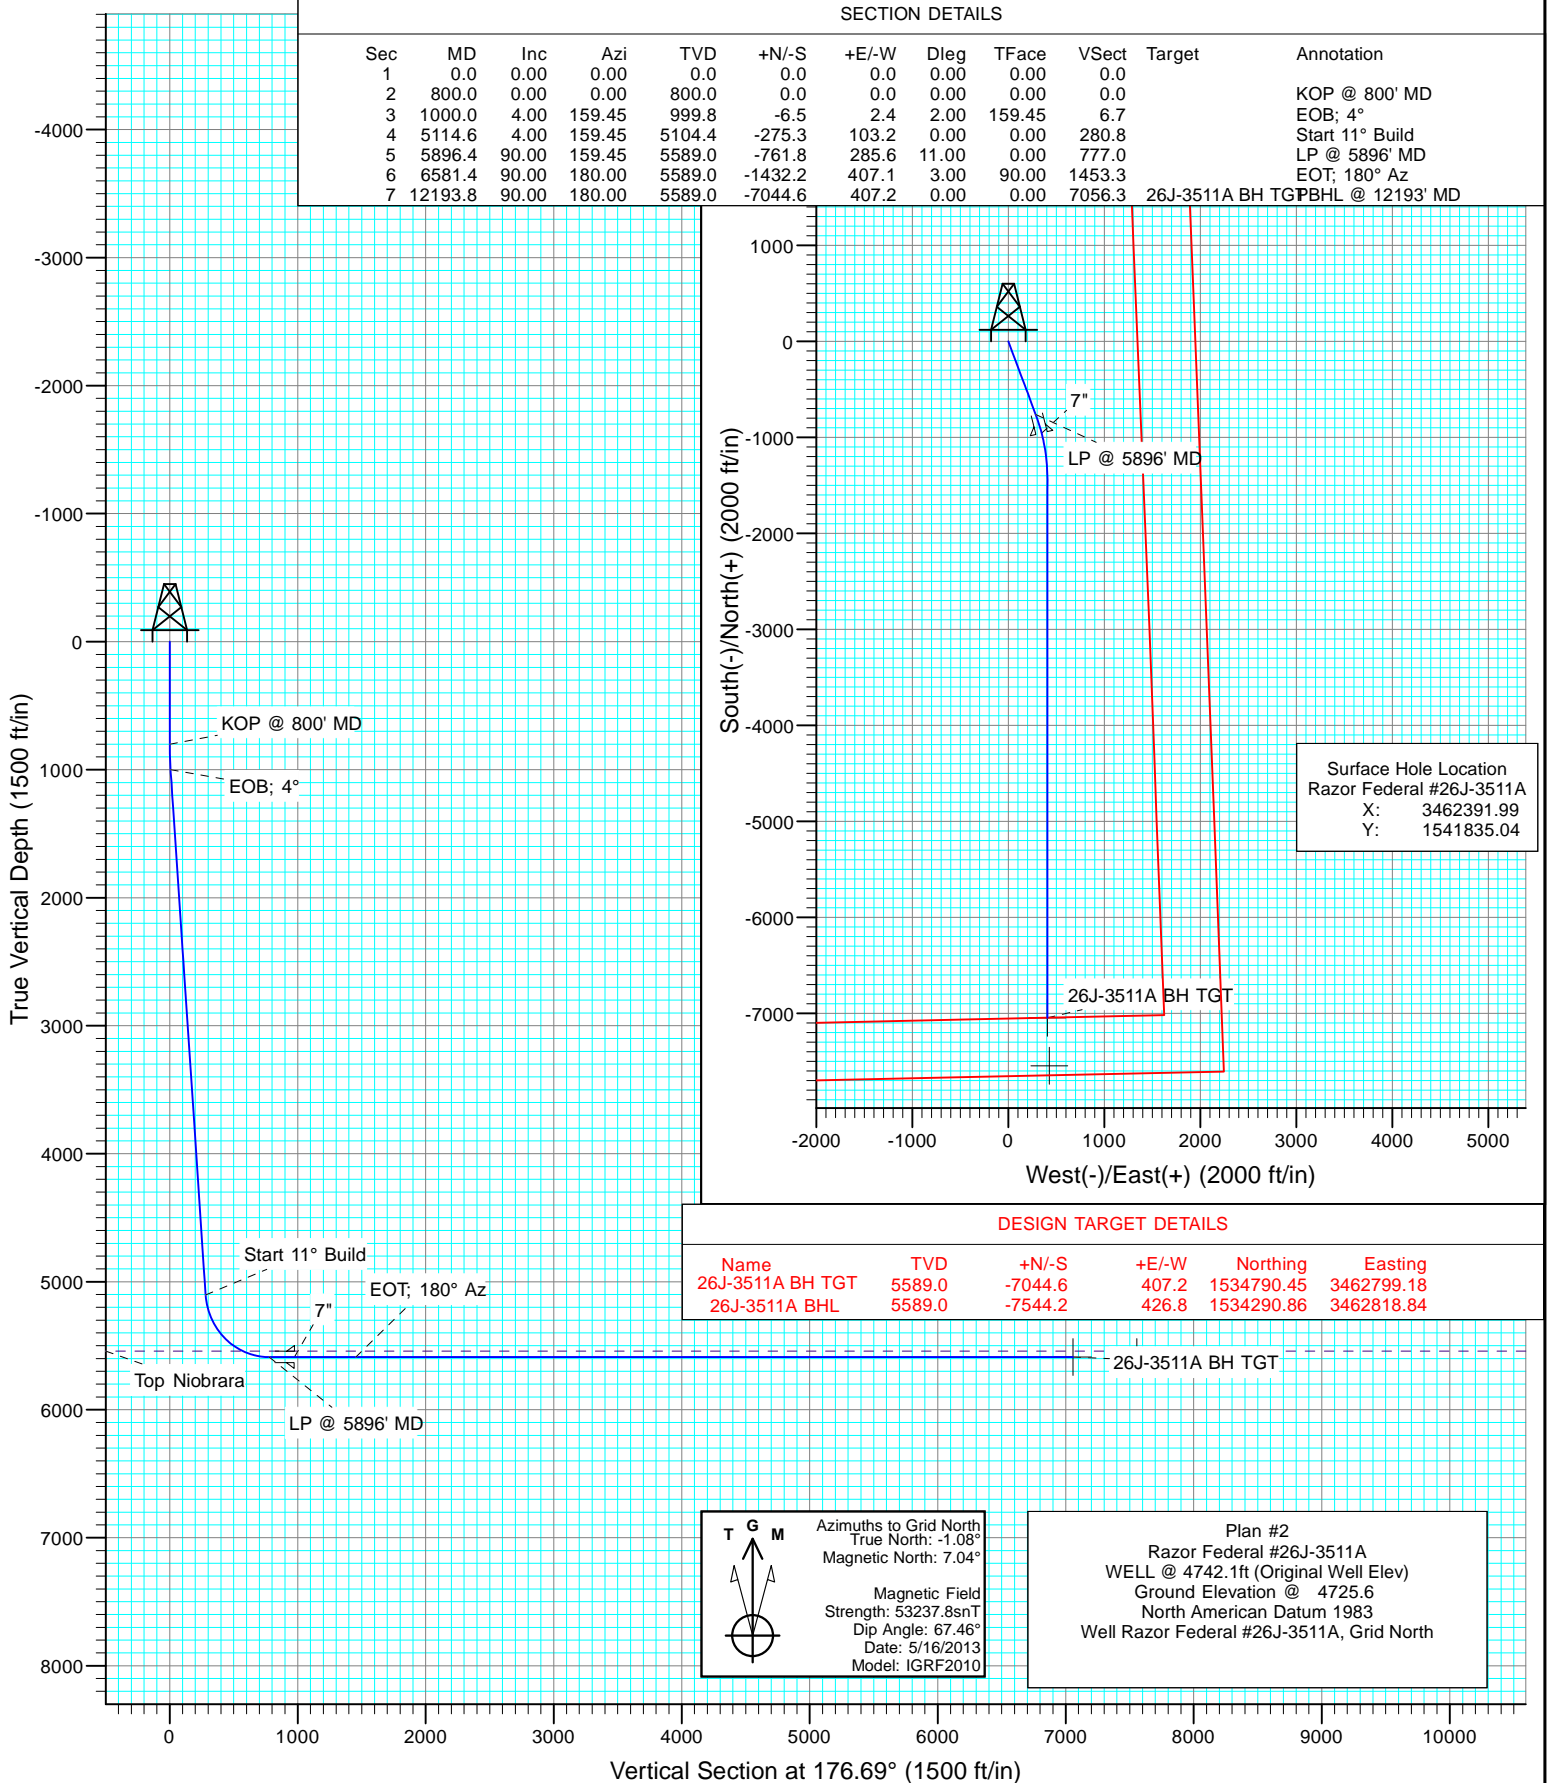 SECTION DETAILS
Sec MD Inc Azi TVD +N/-S +E/-W Dleg TFace VSect Target Annotation
1 0.0 0.00 0.00 0.0 0.0 0.0 0.00 0.00 0.0
2 800.0 0.00 0.00 800.0 0.0 0.0 0.00 0.00 0.0 KOP @ 800' MD
3 1000.0 4.00 159.45 999.8 -6.5 2.4 2.00 159.45 6.7 EOB; 4°
4 5114.6 4.00 159.45 5104.4 -275.3 103.2 0.00 0.00 280.8 Start 11° Build
5 5896.4 90.00 159.45 5589.0 -761.8 285.6 11.00 0.00 777.0 LP @ 5896' MD
6 6581.4 90.00 180.00 5589.0 -1432.2 407.1 3.00 90.00 1453.3 EOT; 180° Az
7 12193.8 90.00 180.00 5589.0 -7044.6 407.2 0.00 0.00 7056.3 26J-3511A BH TGT PBHL @ 12193' MD
-4000
-3000
-2000
-1000
0
1000
2000
3000
4000
5000
6000
7000
8000
True Vertical Depth (1500 ft/in)
KOP @ 800' MD
EOB; 4°
Start 11° Build
EOT; 180° Az
7"
Top Niobrara
LP @ 5896' MD
26J-3511A BH TGT
0 1000 2000 3000 4000 5000 6000 7000 8000 9000 10000
Vertical Section at 176.69° (1500 ft/in)
1000
0
-1000
-2000
-3000
-4000
-5000
-6000
-7000
South(-)/North(+) (2000 ft/in)
7"
LP @ 5896' MD
26J-3511A BH TGT
-2000 -1000 0 1000 2000 3000 4000 5000
West(-)/East(+) (2000 ft/in)
Surface Hole Location
Razor Federal #26J-3511A
X: 3462391.99
Y: 1541835.04
DESIGN TARGET DETAILS
Name TVD +N/-S +E/-W Northing Easting
26J-3511A BH TGT 5589.0 -7044.6 407.2 1534790.45 3462799.18
26J-3511A BHL 5589.0 -7544.2 426.8 1534290.86 3462818.84
T G M
Azimuths to Grid North
True North: -1.08°
Magnetic North: 7.04°
Magnetic Field
Strength: 53237.8snT
Dip Angle: 67.46°
Date: 5/16/2013
Model: IGRF2010
Plan #2
Razor Federal #26J-3511A
WELL @ 4742.1ft (Original Well Elev)
Ground Elevation @ 4725.6
North American Datum 1983
Well Razor Federal #26J-3511A, Grid North